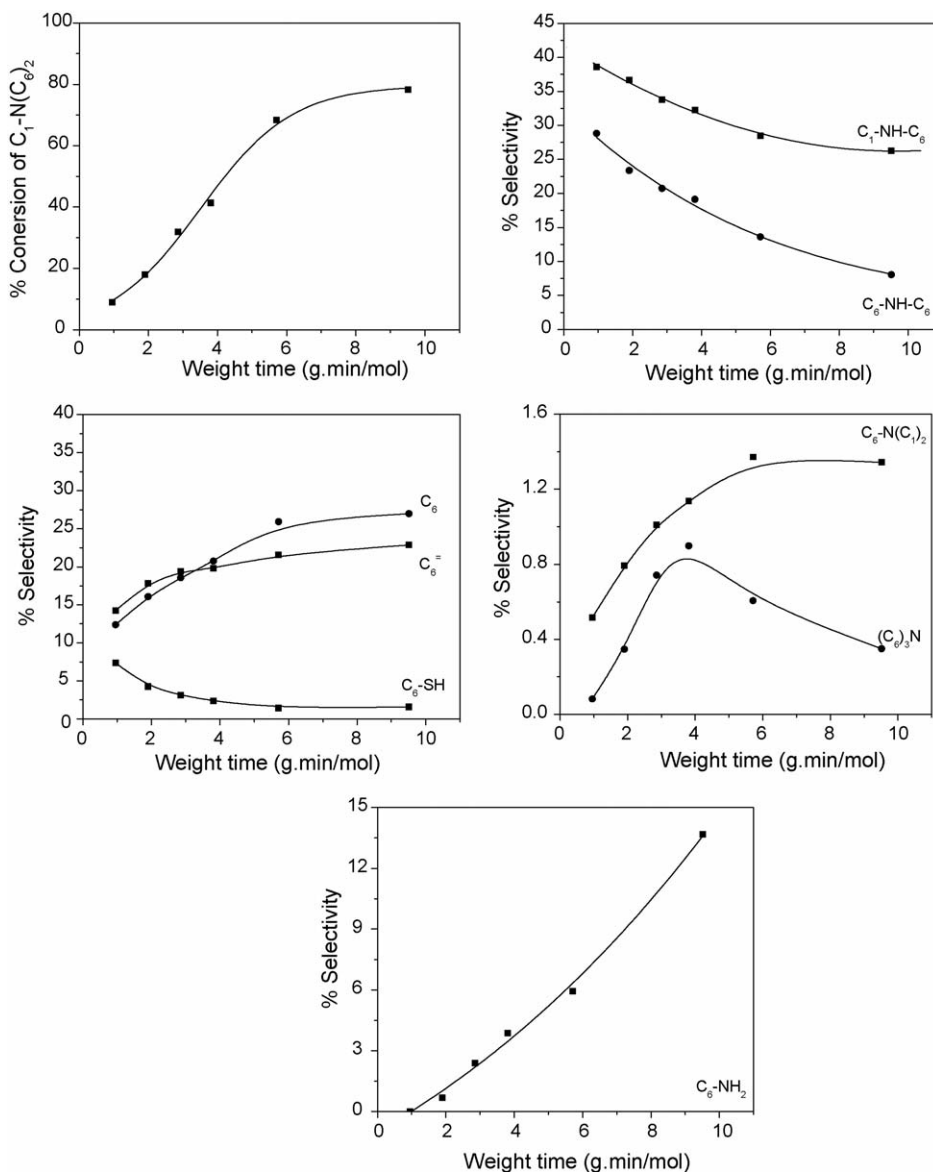 % Conersion of C₁-N(C₆)₂
100
80
60
40
20
0
0 2 4 6 8 10
Weight time (g.min/mol)
% Selectivity
45
40
35
30
25
20
15
10
5
0
C₁-NH-C₆
C₆-NH-C₆
0 2 4 6 8 10
Weight time (g.min/mol)
% Selectivity
40
35
30
25
20
15
10
5
0
C₆
C₆⁼
C₆-SH
0 2 4 6 8 10
Weight time (g.min/mol)
% Selectivity
1.6
1.2
0.8
0.4
0.0
C₆-N(C₁)₂
(C₆)₃N
0 2 4 6 8 10
Weight time (g.min/mol)
% Selectivity
15
12
9
6
3
0
C₆-NH₂
0 2 4 6 8 10
Weight time (g.min/mol)